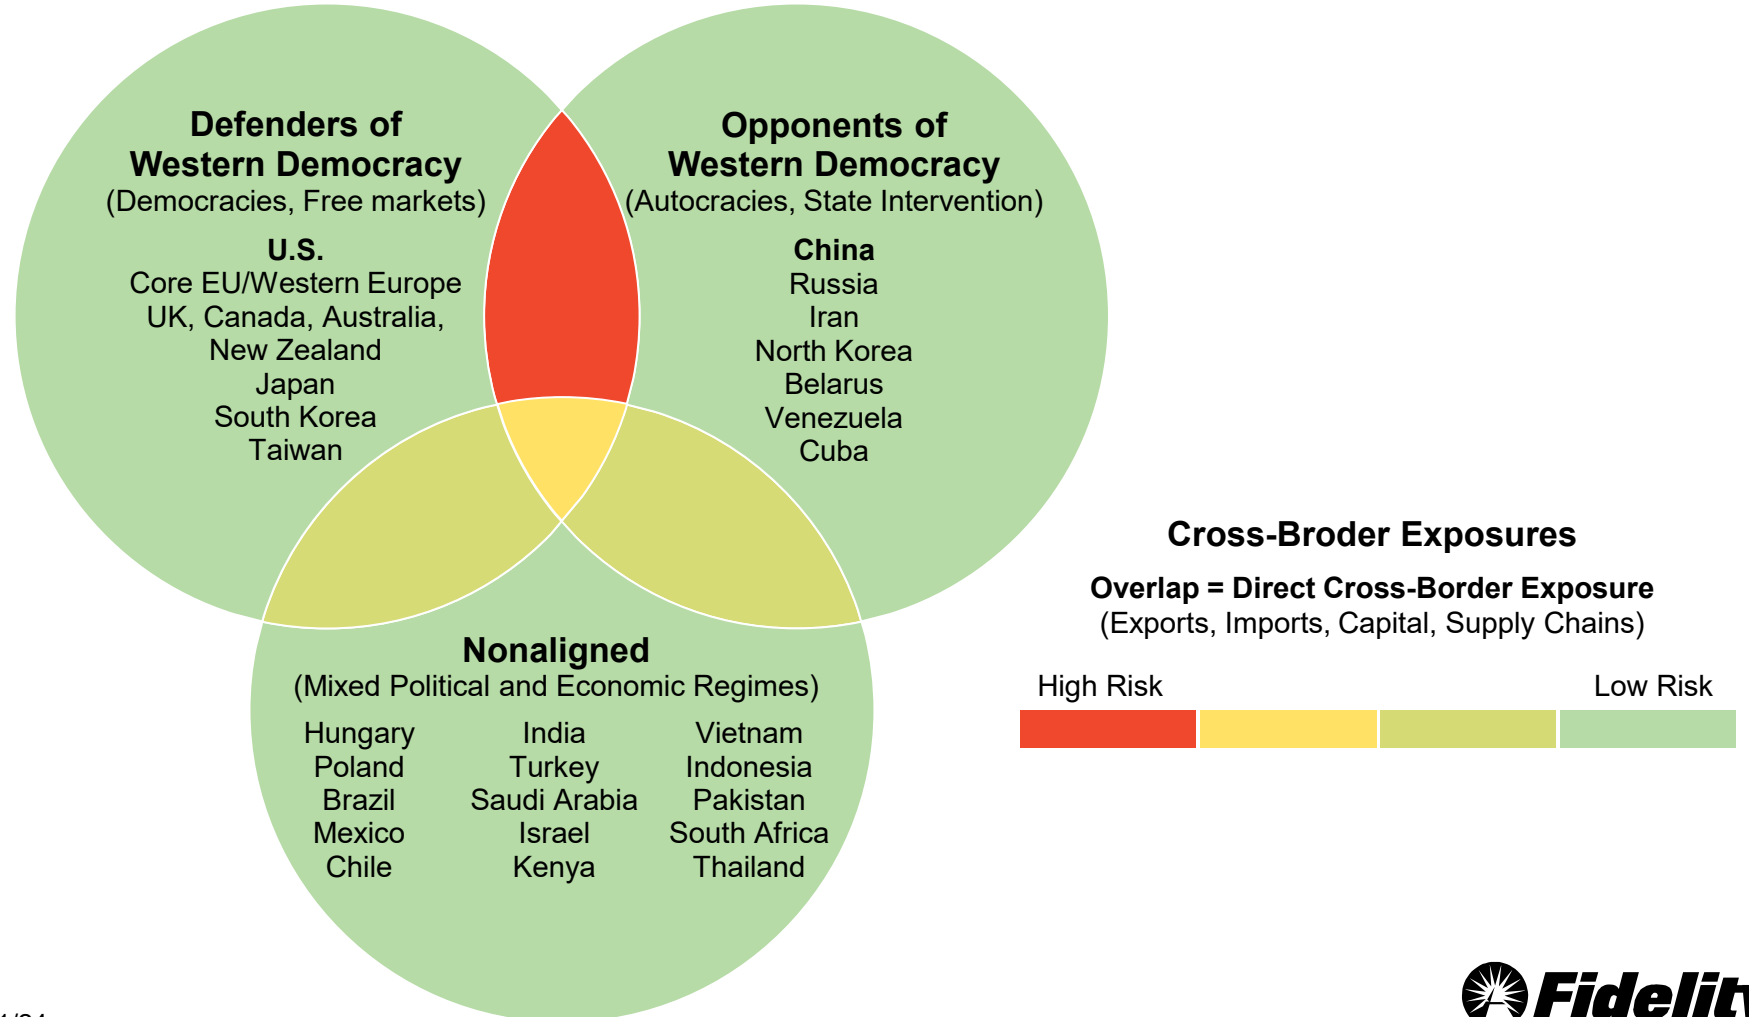 Defenders of
Western Democracy
(Democracies, Free markets)
U.S.
Core EU/Western Europe
UK, Canada, Australia,
New Zealand
Japan
South Korea
Taiwan
Opponents of
Western Democracy
(Autocracies, State Intervention)
China
Russia
Iran
North Korea
Belarus
Venezuela
Cuba
Nonaligned
(Mixed Political and Economic Regimes)
Hungary India Vietnam
Poland Turkey Indonesia
Brazil Saudi Arabia Pakistan
Mexico Israel South Africa
Chile Kenya Thailand
Cross-Broder Exposures
Overlap = Direct Cross-Border Exposure
(Exports, Imports, Capital, Supply Chains)
High Risk Low Risk
Fidelity